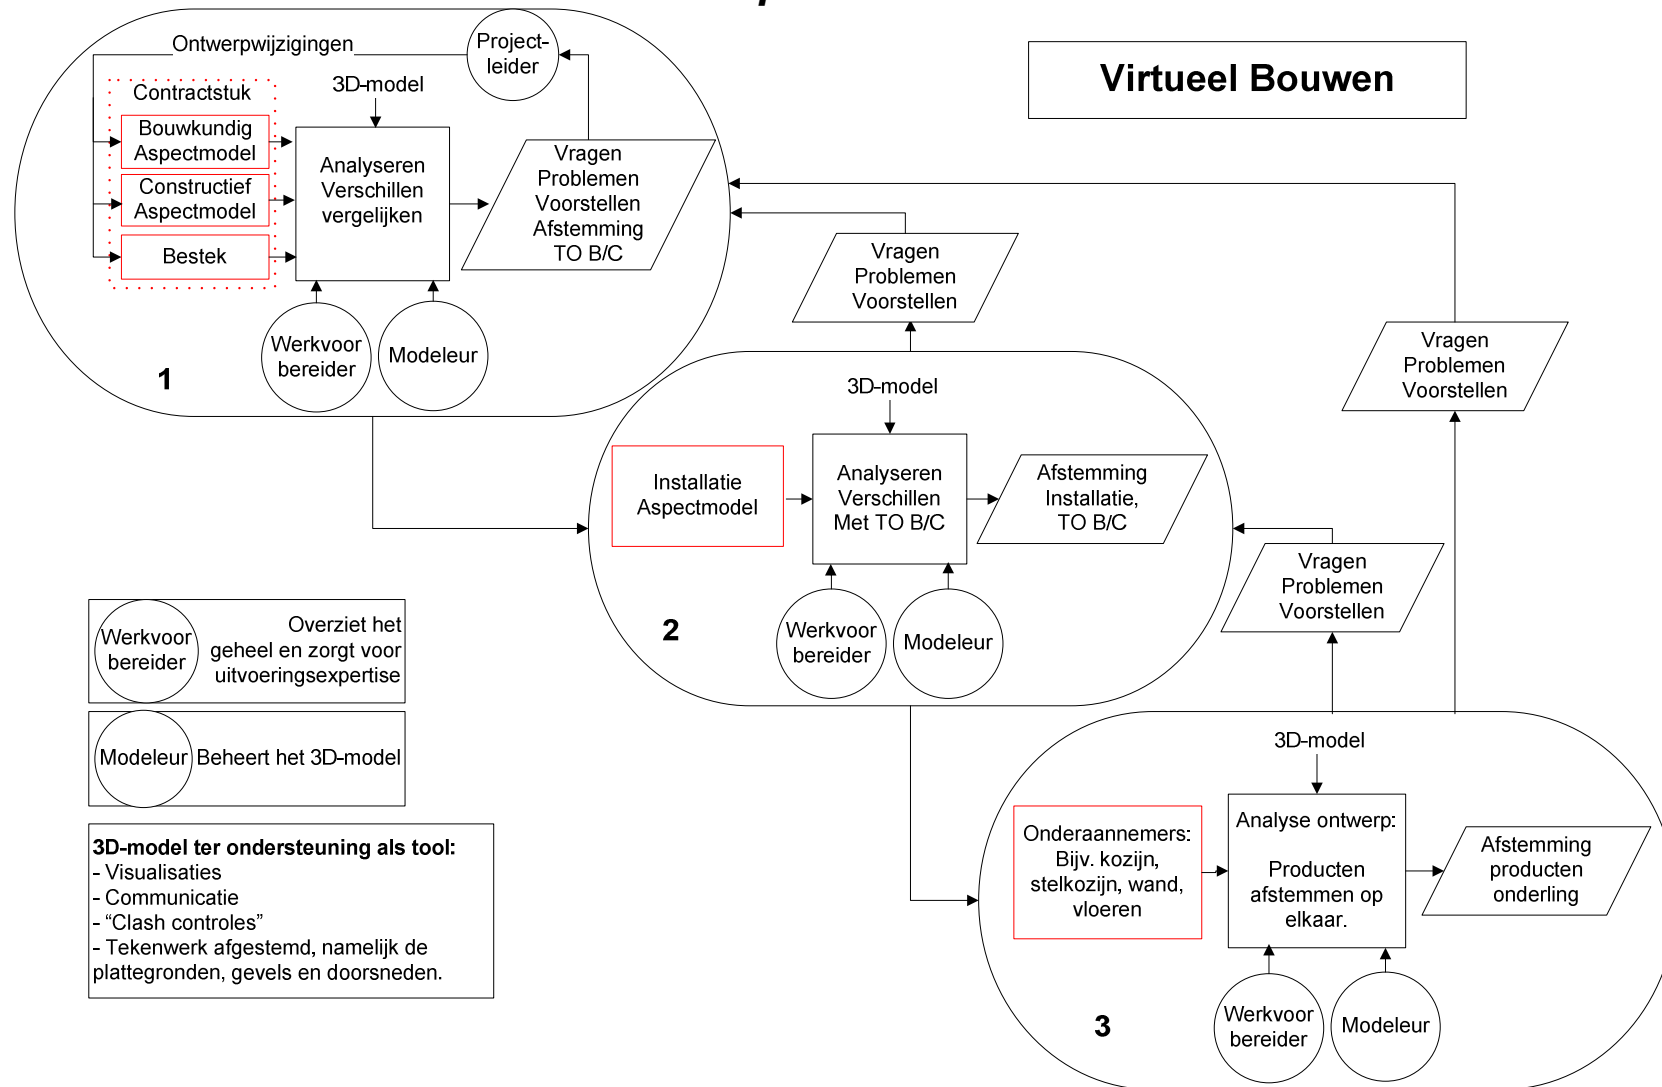 Virtueel Bouwen
Ontwerpwijzigingen
Project-
leider
3D-model
Contractstuk
Bouwkundig
Aspectmodel
Constructief
Aspectmodel
Bestek
Analyseren
Verschillen
vergelijken
Vragen
Problemen
Voorstellen
Afstemming
TO B/C
Werkvoor
bereider
Modeleur
1
Vragen
Problemen
Voorstellen
Vragen
Problemen
Voorstellen
3D-model
Installatie
Aspectmodel
Analyseren
Verschillen
Met TO B/C
Afstemming
Installatie,
TO B/C
Werkvoor
bereider
Modeleur
2
Vragen
Problemen
Voorstellen
Werkvoor
bereider
Overziet het
geheel en zorgt voor
uitvoeringsexpertise
Modeleur
Beheert het 3D-model
3D-model ter ondersteuning als tool:
- Visualisaties
- Communicatie
- “Clash controles”
- Tekenwerk afgestemd, namelijk de
plattegronden, gevels en doorsneden.
3D-model
Onderaannemers:
Bijv. kozijn,
stelkozijn, wand,
vloeren
Analyse ontwerp:
Producten
afstemmen op
elkaar.
Afstemming
producten
onderling
Werkvoor
bereider
Modeleur
3